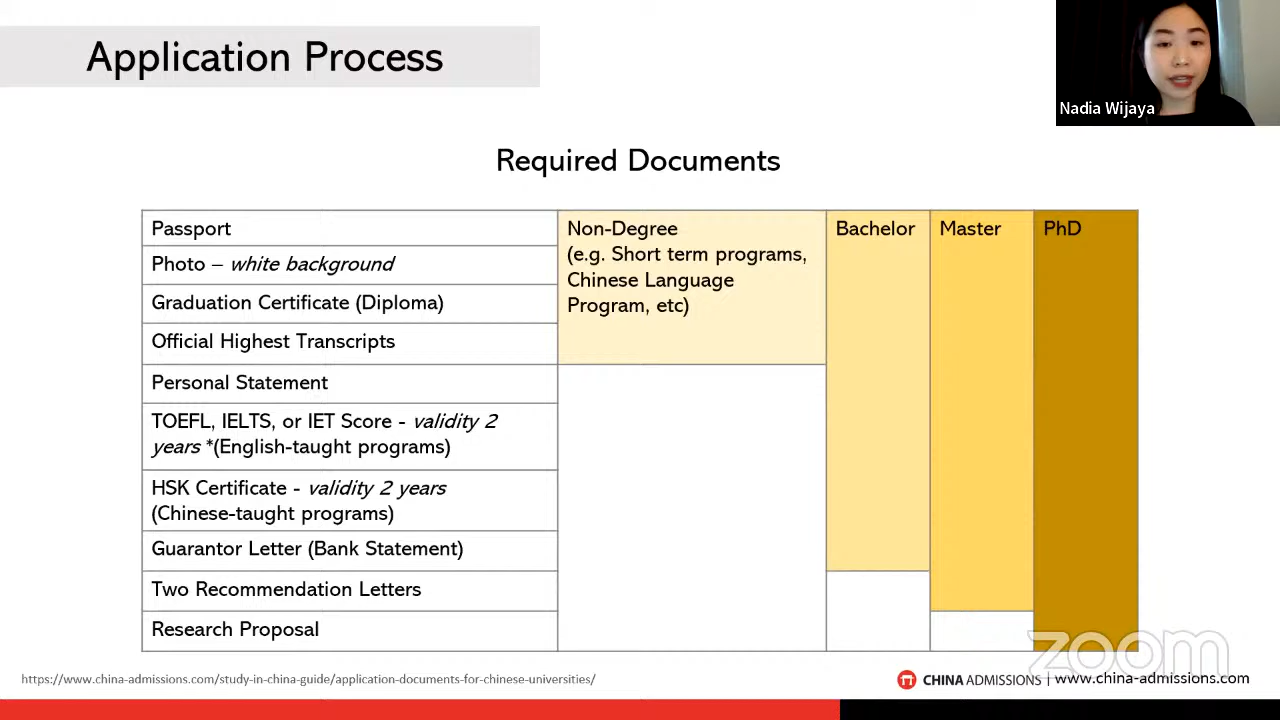 Application Process
Nadia Wijaya
Required Documents
Passport
Photo – white background
Graduation Certificate (Diploma)
Official Highest Transcripts
Personal Statement
TOEFL, IELTS, or IET Score - validity 2
years *(English-taught programs)
HSK Certificate - validity 2 years
(Chinese-taught programs)
Guarantor Letter (Bank Statement)
Two Recommendation Letters
Research Proposal
Non-Degree
(e.g. Short term programs,
Chinese Language
Program, etc)
Bachelor
Master
PhD
zoom
https://www.china-admissions.com/study-in-china-guide/application-documents-for-chinese-universities/
CHINA ADMISSIONS | www.china-admissions.com